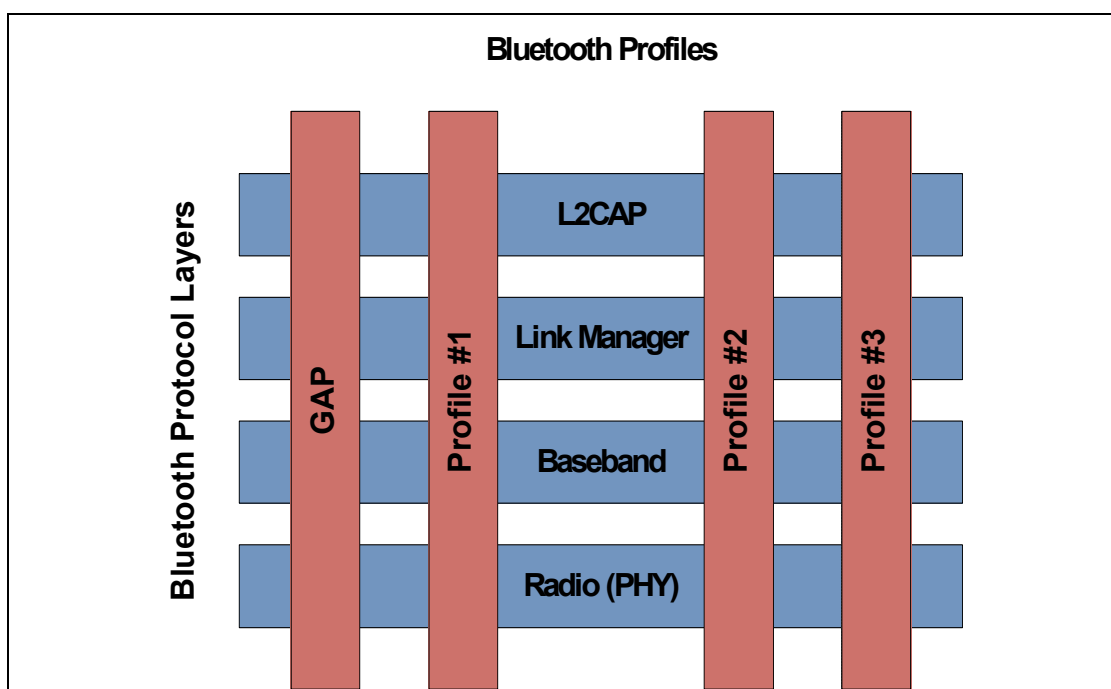 Bluetooth Profiles
Bluetooth Protocol Layers
GAP
Profile #1
Profile #2
Profile #3
L2CAP
Link Manager
Baseband
Radio (PHY)